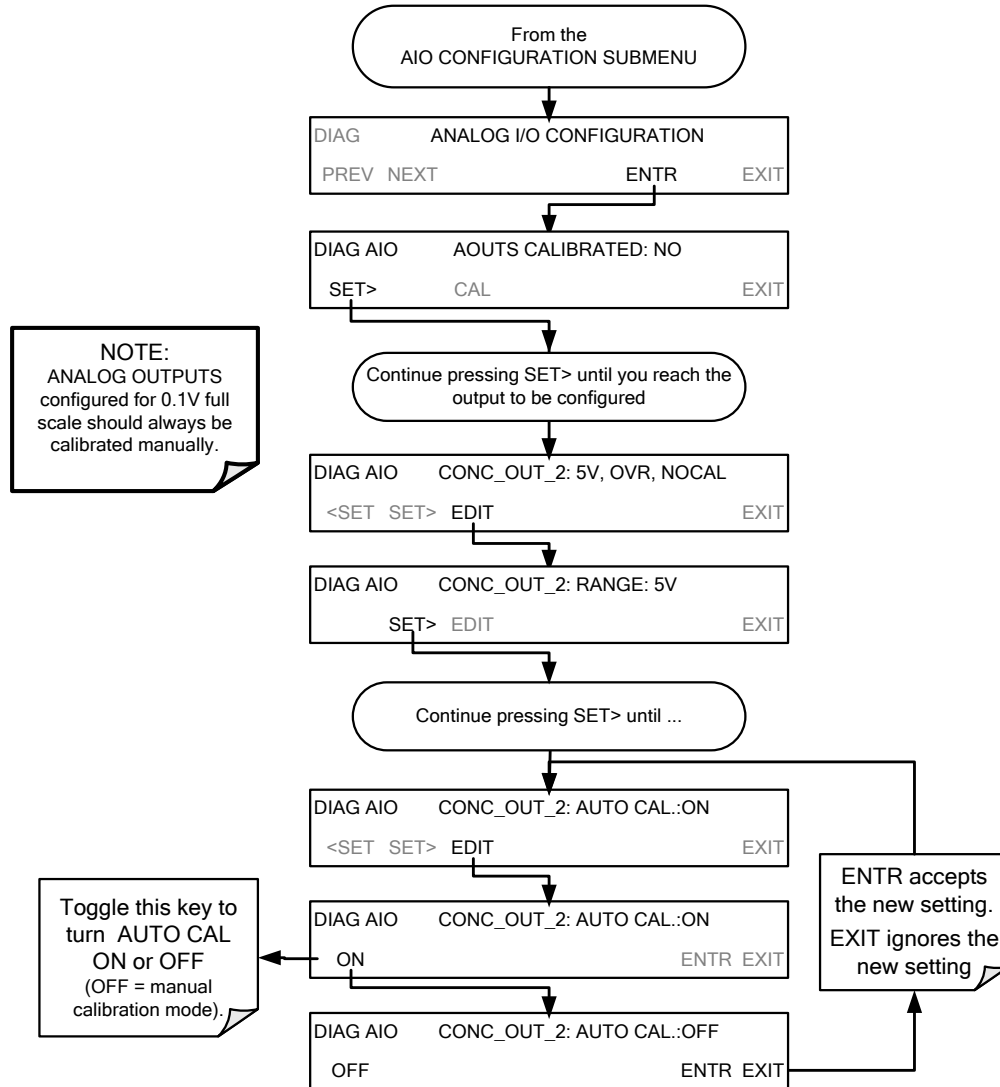 From the
AIO CONFIGURATION SUBMENU
DIAG ANALOG I/O CONFIGURATION
PREV NEXT ENTR EXIT
DIAG AIO AOUTS CALIBRATED: NO
SET> CAL EXIT
NOTE:
ANALOG OUTPUTS
configured for 0.1V full
scale should always be
calibrated manually.
Continue pressing SET> until you reach the
output to be configured
DIAG AIO CONC_OUT_2: 5V, OVR, NOCAL
<SET SET> EDIT EXIT
DIAG AIO CONC_OUT_2: RANGE: 5V
SET> EDIT EXIT
Continue pressing SET> until ...
DIAG AIO CONC_OUT_2: AUTO CAL.:ON
<SET SET> EDIT EXIT
DIAG AIO CONC_OUT_2: AUTO CAL.:ON
ON ENTR EXIT
Toggle this key to
turn AUTO CAL
ON or OFF
(OFF = manual
calibration mode).
DIAG AIO CONC_OUT_2: AUTO CAL.:OFF
OFF ENTR EXIT
ENTR accepts
the new setting.
EXIT ignores the
new setting